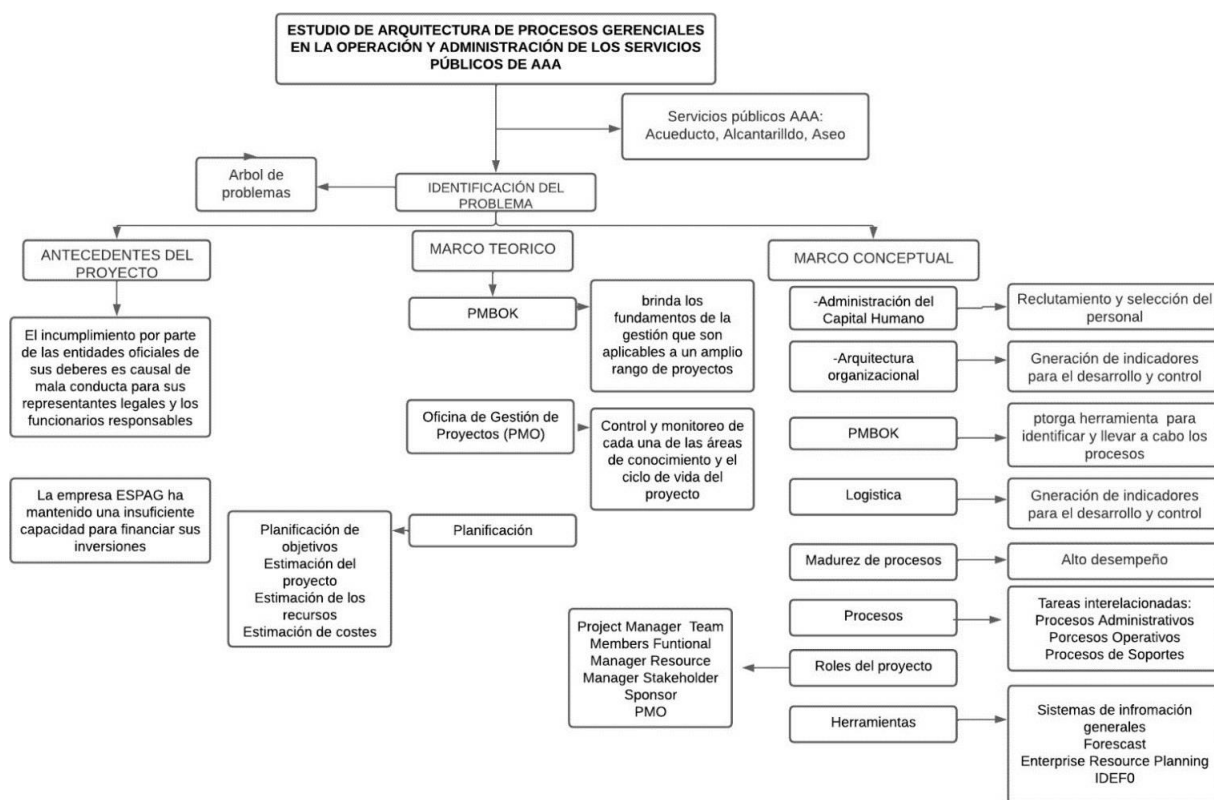 ESTUDIO DE ARQUITECTURA DE PROCESOS GERENCIALES
EN LA OPERACIÓN Y ADMINISTRACIÓN DE LOS SERVICIOS
PÚBLICOS DE AAA
Servicios públicos AAA:
Acueducto, Alcantarilldo, Aseo
Arbol de
problemas
IDENTIFICACIÓN DEL
PROBLEMA
ANTECEDENTES DEL
PROYECTO
El incumplimiento por parte
de las entidades oficiales de
sus deberes es causal de
mala conducta para sus
representantes legales y los
funcionarios responsables
La empresa ESPAG ha
mantenido una insuficiente
capacidad para financiar sus
inversiones
MARCO TEORICO
PMBOK
brinda los
fundamentos de la
gestión que son
aplicables a un amplio
rango de proyectos
Oficina de Gestión de
Proyectos (PMO)
Control y monitoreo de
cada una de las áreas
de conocimiento y el
ciclo de vida del
proyecto
Planificación
Planificación de
objetivos
Estimación del
proyecto
Estimación de los
recursos
Estimación de costes
MARCO CONCEPTUAL
-Administración del
Capital Humano
Reclutamiento y selección del
personal
-Arquitectura
organizacional
Gneración de indicadores
para el desarrollo y control
PMBOK
ptorga herramienta para
identificar y llevar a cabo los
procesos
Logistica
Gneración de indicadores
para el desarrollo y control
Madurez de procesos
Alto desempeño
Procesos
Tareas interelacionadas:
Procesos Administrativos
Porcesos Operativos
Procesos de Soportes
Roles del proyecto
Project Manager Team
Members Funtional
Manager Resource
Manager Stakeholder
Sponsor
PMO
Herramientas
Sistemas de infromación
generales
Forescast
Enterprise Resource Planning
IDEF0